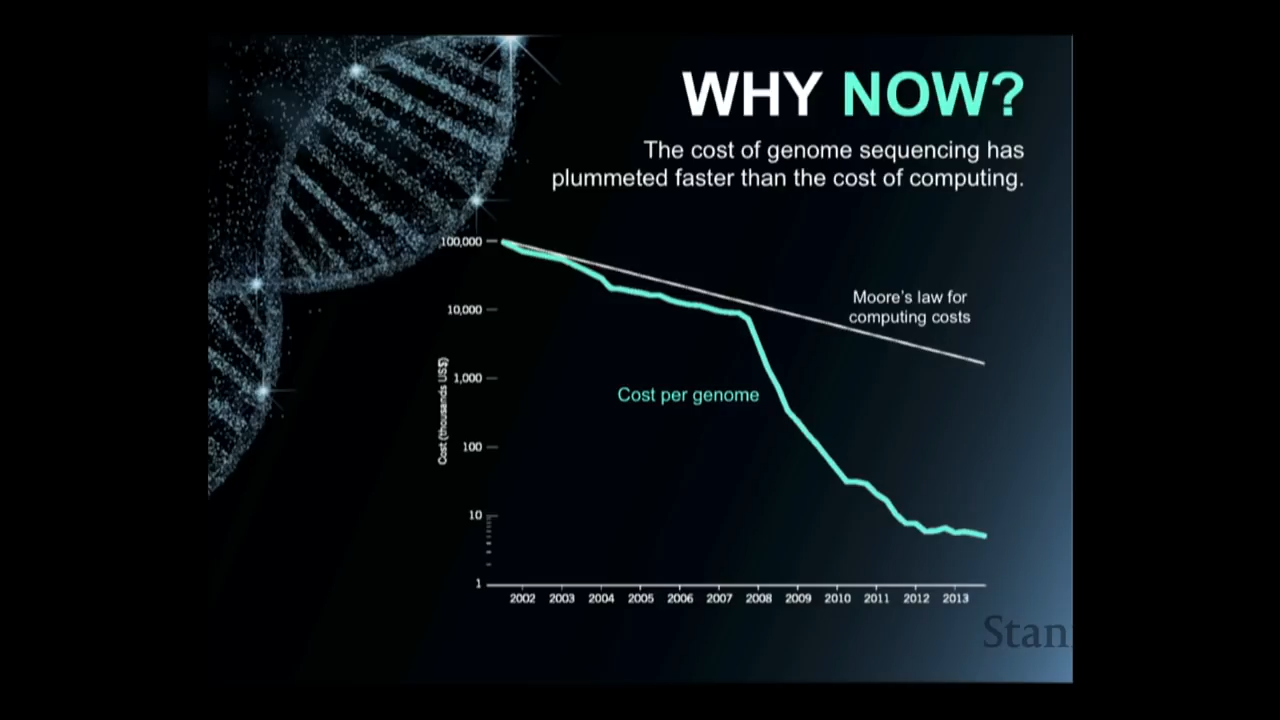 WHY NOW?
The cost of genome sequencing has
plummeted faster than the cost of computing.
100,000
10,000
1,000
100
10
1
Cost (thousands US$)
Moore's law for
computing costs
Cost per genome
2002 2003 2004 2005 2006 2007 2008 2009 2010 2011 2012 2013
Stan